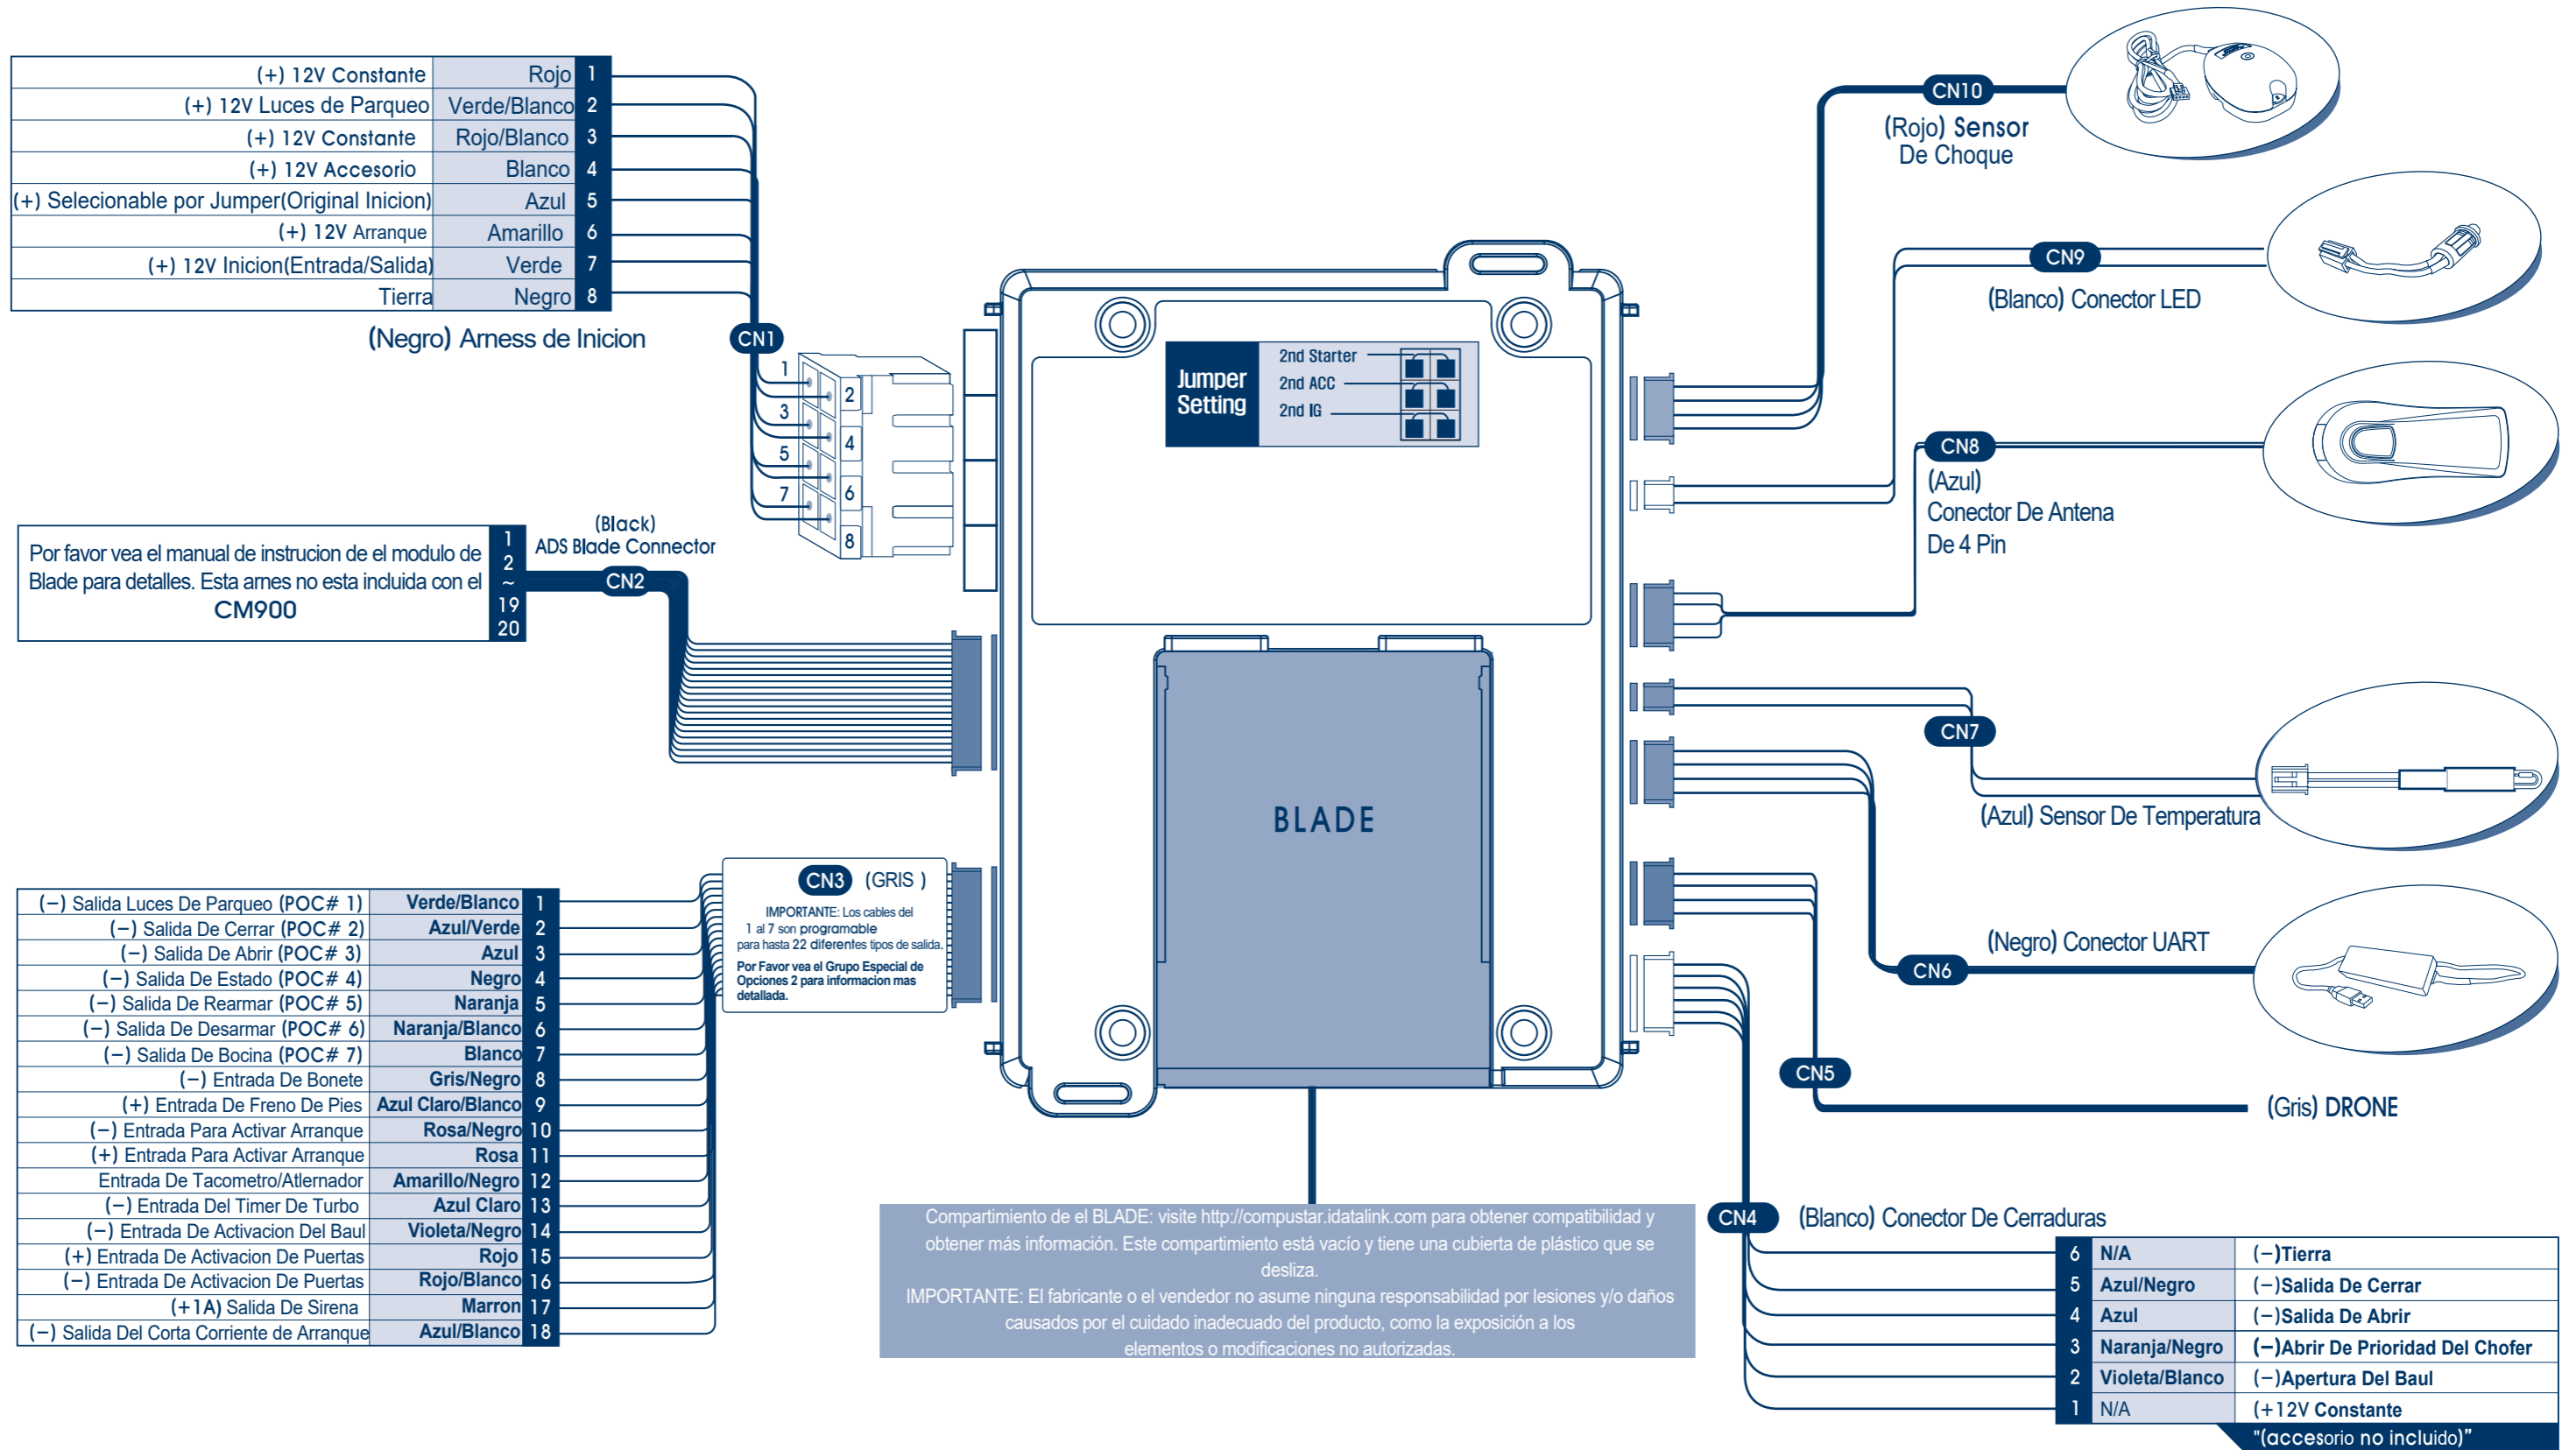 (+) 12V Constante Rojo 1
(+) 12V Luces de Parqueo Verde/Blanco 2
(+) 12V Constante Rojo/Blanco 3
(+) 12V Accesorio Blanco 4
(+) Selecionable por Jumper(Original Inicion) Azul 5
(+) 12V Arranque Amarillo 6
(+) 12V Inicion(Entrada/Salida) Verde 7
Tierra Negro 8
(Negro) Arness de Inicion
CN1
1
2
3
4
5
6
7
8
Por favor vea el manual de instrucion de el modulo de
Blade para detalles. Esta arnes no esta incluida con el
CM900
1
2
~
19
20
(Black)
ADS Blade Connector
CN2
CN3 (GRIS )
IMPORTANTE: Los cables del
1 al 7 son programable
para hasta 22 diferentes tipos de salida.
Por Favor vea el Grupo Especial de
Opciones 2 para informacion mas
detallada.
(−) Salida Luces De Parqueo (POC# 1) Verde/Blanco 1
(−) Salida De Cerrar (POC# 2) Azul/Verde 2
(−) Salida De Abrir (POC# 3) Azul 3
(−) Salida De Estado (POC# 4) Negro 4
(−) Salida De Rearmar (POC# 5) Naranja 5
(−) Salida De Desarmar (POC# 6) Naranja/Blanco 6
(−) Salida De Bocina (POC# 7) Blanco 7
(−) Entrada De Bonete Gris/Negro 8
(+) Entrada De Freno De Pies Azul Claro/Blanco 9
(−) Entrada Para Activar Arranque Rosa/Negro 10
(+) Entrada Para Activar Arranque Rosa 11
Entrada De Tacometro/Atlernador Amarillo/Negro 12
(−) Entrada Del Timer De Turbo Azul Claro 13
(−) Entrada De Activacion Del Baul Violeta/Negro 14
(+) Entrada De Activacion De Puertas Rojo 15
(−) Entrada De Activacion De Puertas Rojo/Blanco 16
(+1A) Salida De Sirena Marron 17
(−) Salida Del Corta Corriente de Arranque Azul/Blanco 18
Jumper
Setting
2nd Starter
2nd ACC
2nd IG
BLADE
Compartimiento de el BLADE: visite http://compustar.idatalink.com para obtener compatibilidad y
obtener más información. Este compartimiento está vacío y tiene una cubierta de plástico que se
desliza.
IMPORTANTE: El fabricante o el vendedor no asume ninguna responsabilidad por lesiones y/o daños
causados por el cuidado inadecuado del producto, como la exposición a los
elementos o modificaciones no autorizadas.
CN10
(Rojo) Sensor
De Choque
CN9
(Blanco) Conector LED
CN8
(Azul)
Conector De Antena
De 4 Pin
CN7
(Azul) Sensor De Temperatura
(Negro) Conector UART
CN6
CN5
(Gris) DRONE
CN4 (Blanco) Conector De Cerraduras
6 N/A (−)Tierra
5 Azul/Negro (−)Salida De Cerrar
4 Azul (−)Salida De Abrir
3 Naranja/Negro (−)Abrir De Prioridad Del Chofer
2 Violeta/Blanco (−)Apertura Del Baul
1 N/A (+12V Constante
"(accesorio no incluido)"